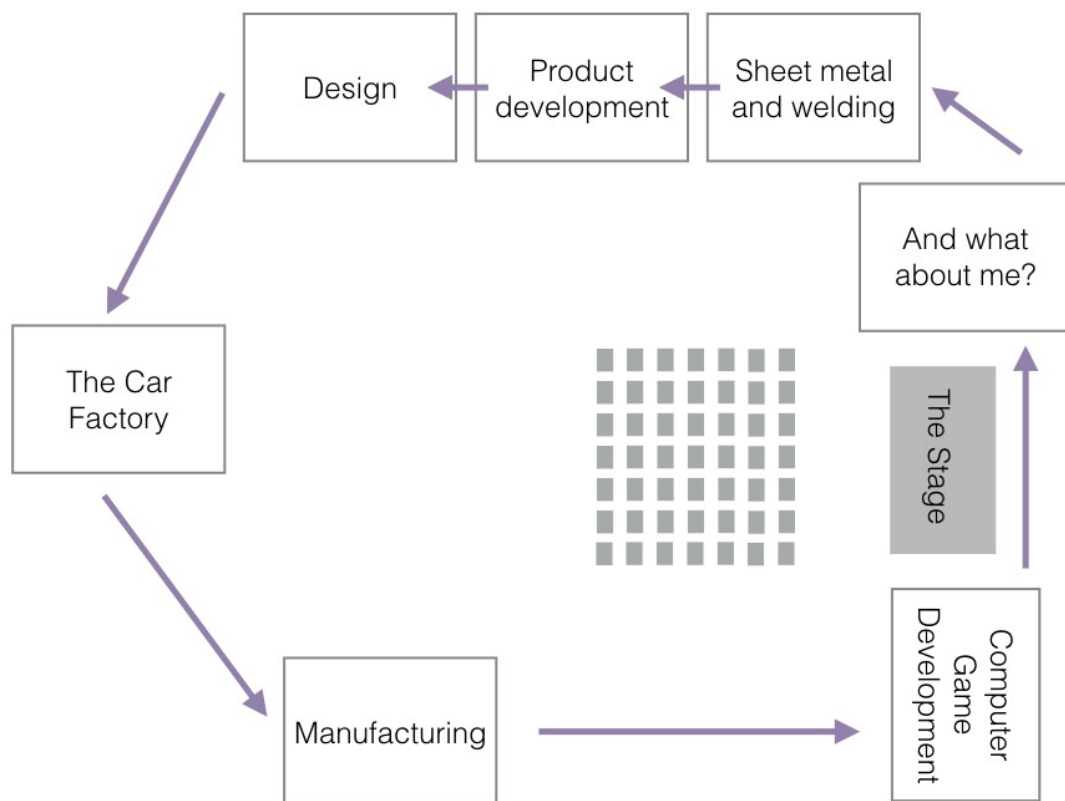 Design
Product
development
Sheet metal
and welding
And what
about me?
The Car
Factory
The Stage
Manufacturing
Computer
Game
Development